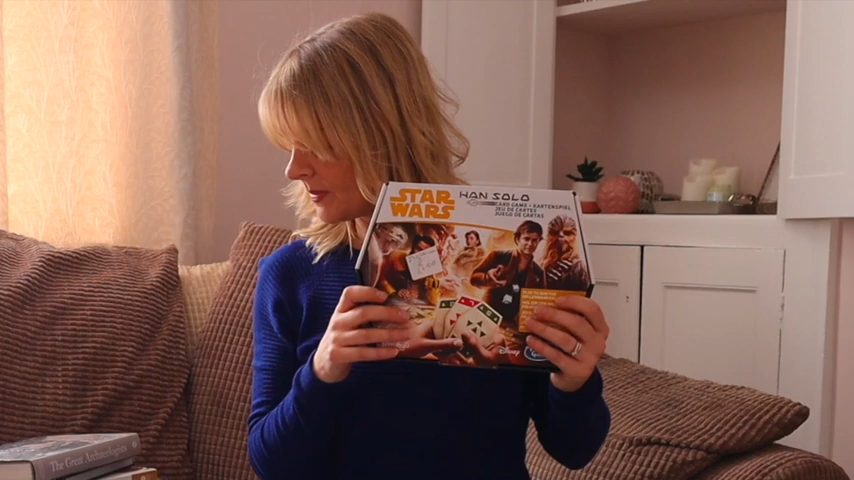 STAR
WARS
HAN SOLO
CARD GAME • KARTENSPIEL
JEU DE CARTES
JUEGO DE CARTAS
Disney
The Great Archaeologists